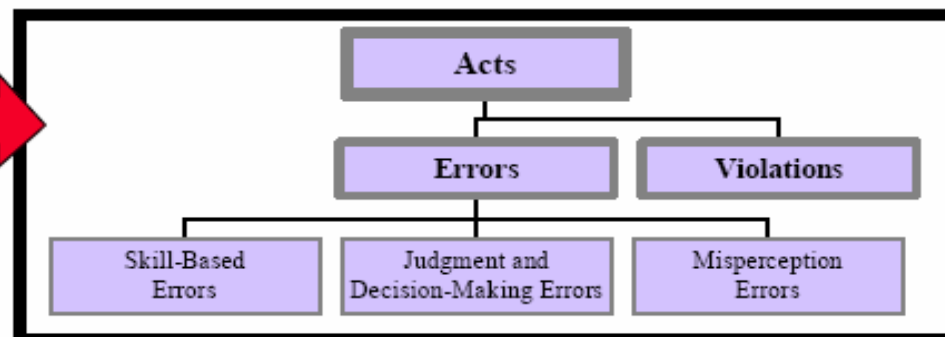 Acts
Errors
Violations
Skill-Based
Errors
Judgment and
Decision-Making Errors
Misperception
Errors